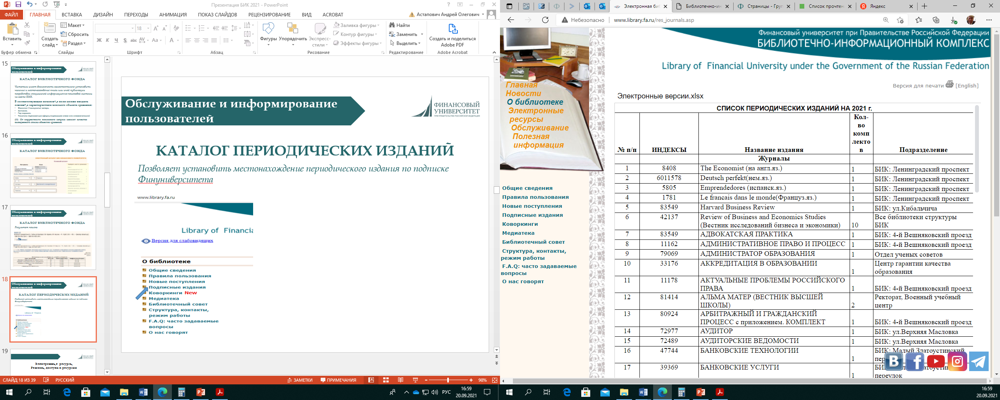 Презентация БИК 2021 - PowerPoint
ФАЙЛ ГЛАВНАЯ ВСТАВКА ДИЗАЙН ПЕРЕХОДЫ АНИМАЦИЯ ПОКАЗ СЛАЙДОВ РЕЦЕНЗИРОВАНИЕ ВИД ACROBAT Астапович Андрей Олегович
Вставить
Создать слайд
Макет
Сбросить
Раздел
18
Ж К Ч S abc AV Aa A
Фигуры Упорядочить Экспресс-стили
Заливка фигуры
Контур фигуры
Эффекты фигуры
Найти
Заменить
Выделить
Создать и поделиться
Adobe PDF
Буфер обмена Слайды Шрифт Абзац Рисование Редактирование Adobe Acrobat
15
Обслуживание и информирование
пользователей
КАТАЛОГ БИБЛИОТЕЧНОГО ФОНДА
16
Обслуживание и информирование
пользователей
КАТАЛОГ БИБЛИОТЕЧНОГО ФОНДА
17
Обслуживание и информирование
пользователей
КАТАЛОГ БИБЛИОТЕЧНОГО ФОНДА
Результат поиска
18
Обслуживание и информирование
пользователей
КАТАЛОГ ПЕРИОДИЧЕСКИХ ИЗДАНИЙ
19
Режимъ, доступа к ресурсам
Обслуживание и информирование
пользователей
ФИНАНСОВЫЙ
УНИВЕРСИТЕТ
ПРИ ПРАВИТЕЛЬСТВЕ РОССИЙСКОЙ ФЕДЕРАЦИИ
КАТАЛОГ ПЕРИОДИЧЕСКИХ ИЗДАНИЙ
Позволяет установить местонахождение периодического издания по подписке
Финуниверситета
www.library.fa.ru
Library of Financia
Версия для слабовидящих
О библиотеке
Общие сведения
Правила пользования
Новые поступления
Подписные издания
Коворкинги New
Медиатека
Библиотечный совет
Структура, контакты,
режим работы
F.A.Q: часто задаваемые
вопросы
О нас говорят
СЛАЙД 18 ИЗ 39 РУССКИЙ ЗАМЕТКИ ПРИМЕЧАНИЯ 98%
РУС
16:59
20.09.2021
Электронная биб Библиотечно-ин Страницы - Груп Список прочтен Яндекс
Небезопасно www.library.fa.ru/res_journals.asp
Финансовый университет при Правительстве Российской Федерации
БИБЛИОТЕЧНО-ИНФОРМАЦИОННЫЙ КОМПЛЕКС
Library of Financial University under the Government of the Russian Federation
Версия для печати [English]
Главная
Новости
О библиотеке
Электронные
ресурсы
Обслуживание
Полезная
информация
Общие сведения
Правила пользования
Новые поступления
Подписные издания
Коворкинги
Медиатека
Библиотечный совет
Структура, контакты,
режим работы
F.A.Q: часто задаваемые
вопросы
О нас говорят
Электронные версии.xlsx
СПИСОК ПЕРИОДИЧЕСКИХ ИЗДАНИЙ НА 2021 г.
№ п/п ИНДЕКСЫ Название издания Кол-во комплектов Подразделение
Журналы
1 8408 The Economist (на англ.яз.) 1 БИК: Ленинградский проспект
2 6011578 Deutsch perfekt(нем.яз.) 1 БИК: Ленинградский проспект
3 5805 Emprendedores (испанск.яз.) 1 БИК: Ленинградский проспект
4 1781 Le francais dans le monde(Француз.яз.) 1 БИК: Ленинградский проспект
5 83549 Harvard Business Review 1 БИК: ул.Кибальчича
6 42137 Review of Business and Economics Studies
(Вестник исследований бизнеса и экономики) 10 Все библиотеки структуры БИК
7 83549 АДВОКАТСКАЯ ПРАКТИКА 1 БИК: 4-й Вешняковский проезд
8 11162 АДМИНИСТРАТИВНОЕ ПРАВО И ПРОЦЕСС 1 БИК: 4-й Вешняковский проезд
9 79069 АДМИНИСТРАТОР ОБРАЗОВАНИЯ 1 Отдел ученых советов
10 33176 АККРЕДИТАЦИЯ В ОБРАЗОВАНИИ 1 Центр гарантии качества образования
11 11178 АКТУАЛЬНЫЕ ПРОБЛЕМЫ РОССИЙСКОГО
ПРАВА 1 БИК: 4-й Вешняковский проезд
12 81414 АЛЬМА МАТЕР (ВЕСТНИК ВЫСШЕЙ
ШКОЛЫ) 2 Ректорат, Военный учебный центр
13 80924 АРБИТРАЖНЫЙ И ГРАЖДАНСКИЙ
ПРОЦЕСС с приложением. КОМПЛЕКТ 1 БИК: 4-й Вешняковский проезд
14 72977 АУДИТОР 1 БИК: ул.Верхняя Масловка
15 72489 АУДИТОРСКИЕ ВЕДОМОСТИ 1 БИК: ул.Верхняя Масловка
16 47744 БАНКОВСКИЕ ТЕХНОЛОГИИ 1 БИК: Малый Златоустинский
17 39369 БАНКОВСКИЕ УСЛУГИ 1
переулок
16:59
20.09.2021